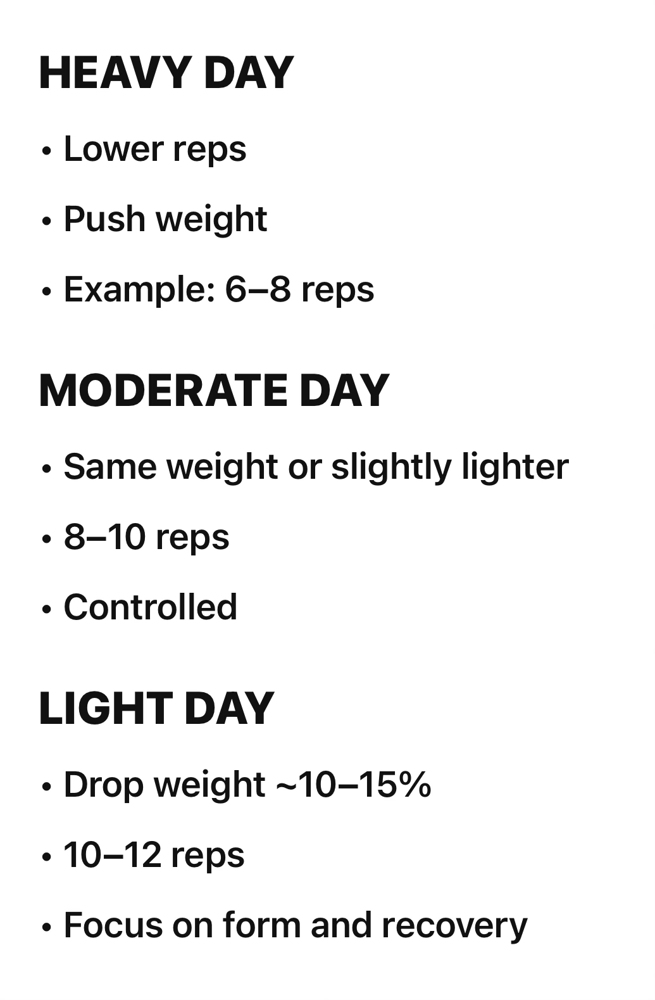 HEAVY DAY
• Lower reps
• Push weight
• Example: 6–8 reps
MODERATE DAY
• Same weight or slightly lighter
• 8–10 reps
• Controlled
LIGHT DAY
• Drop weight ~10–15%
• 10–12 reps
• Focus on form and recovery